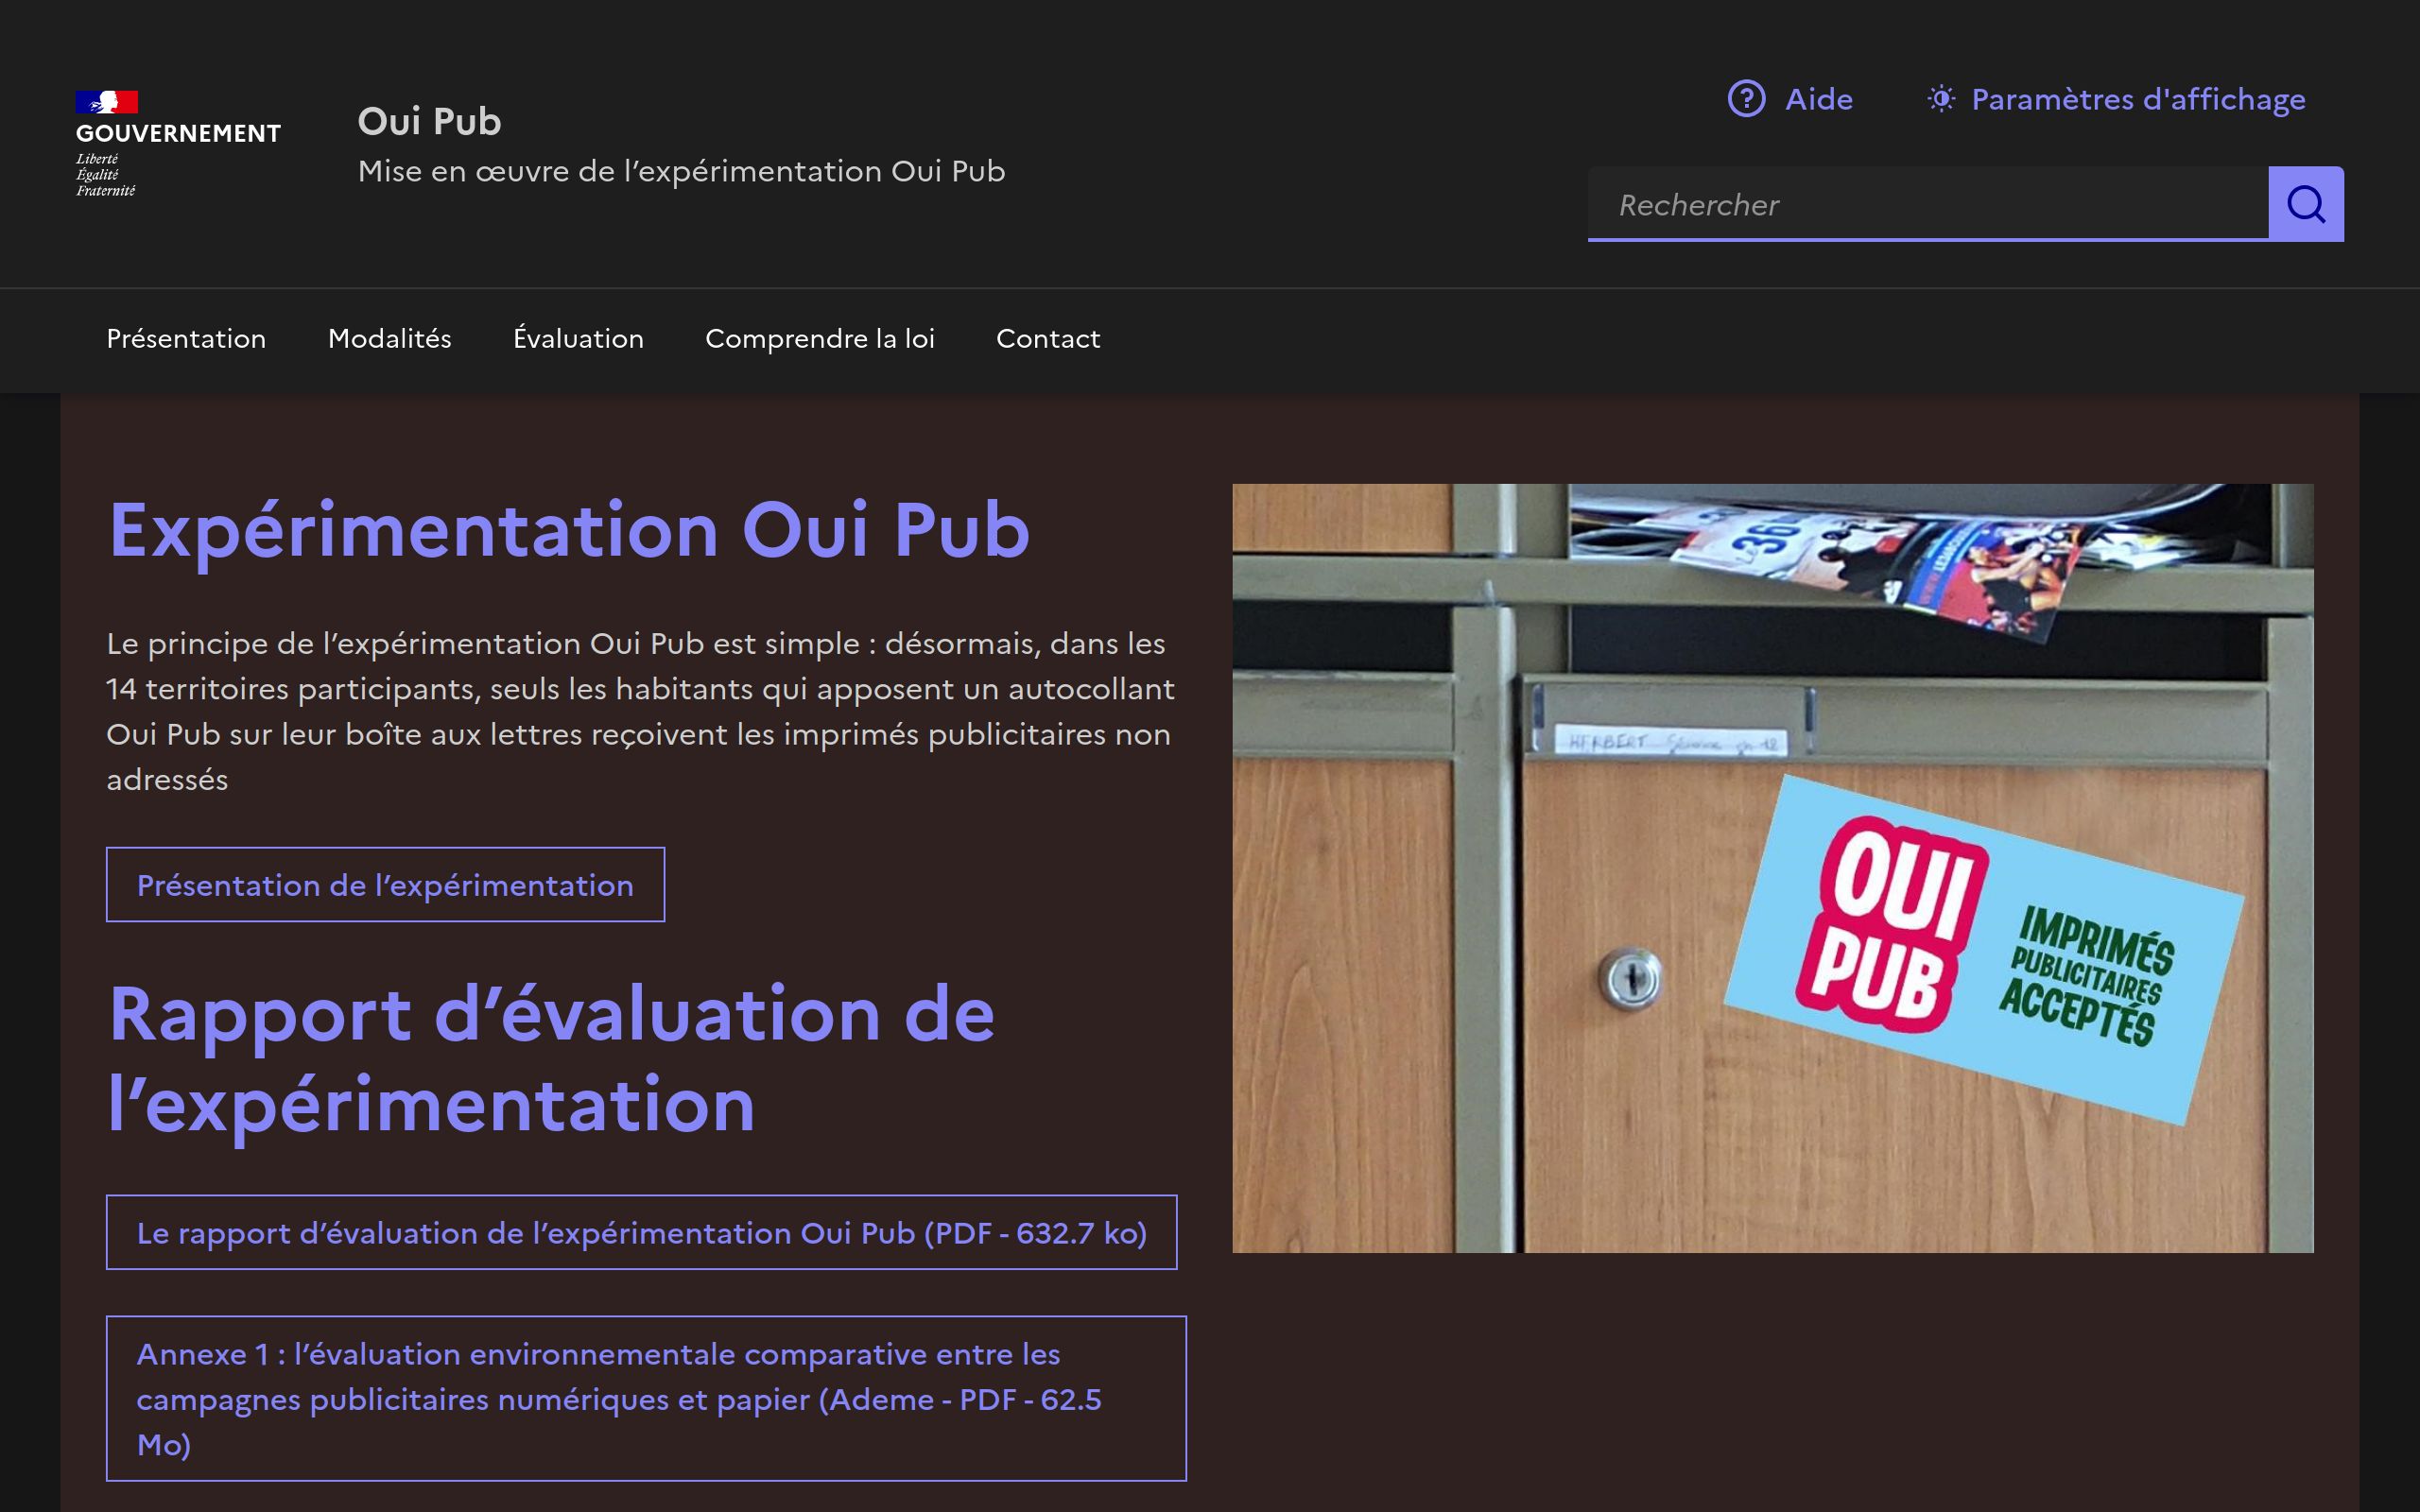 GOUVERNEMENT
Liberté
Égalité
Fraternité
Oui Pub
Mise en œuvre de l’expérimentation Oui Pub
Aide
Paramètres d'affichage
Rechercher
Présentation
Modalités
Évaluation
Comprendre la loi
Contact
Expérimentation Oui Pub
Le principe de l’expérimentation Oui Pub est simple : désormais, dans les
14 territoires participants, seuls les habitants qui apposent un autocollant
Oui Pub sur leur boîte aux lettres reçoivent les imprimés publicitaires non
adressés
Présentation de l’expérimentation
Rapport d’évaluation de
l’expérimentation
Le rapport d’évaluation de l’expérimentation Oui Pub (PDF - 632.7 ko)
Annexe 1 : l’évaluation environnementale comparative entre les
campagnes publicitaires numériques et papier (Ademe - PDF - 62.5
Mo)
HERBERT
OUI
PUB
IMPRIMÉS
PUBLICITAIRES
ACCEPTÉS